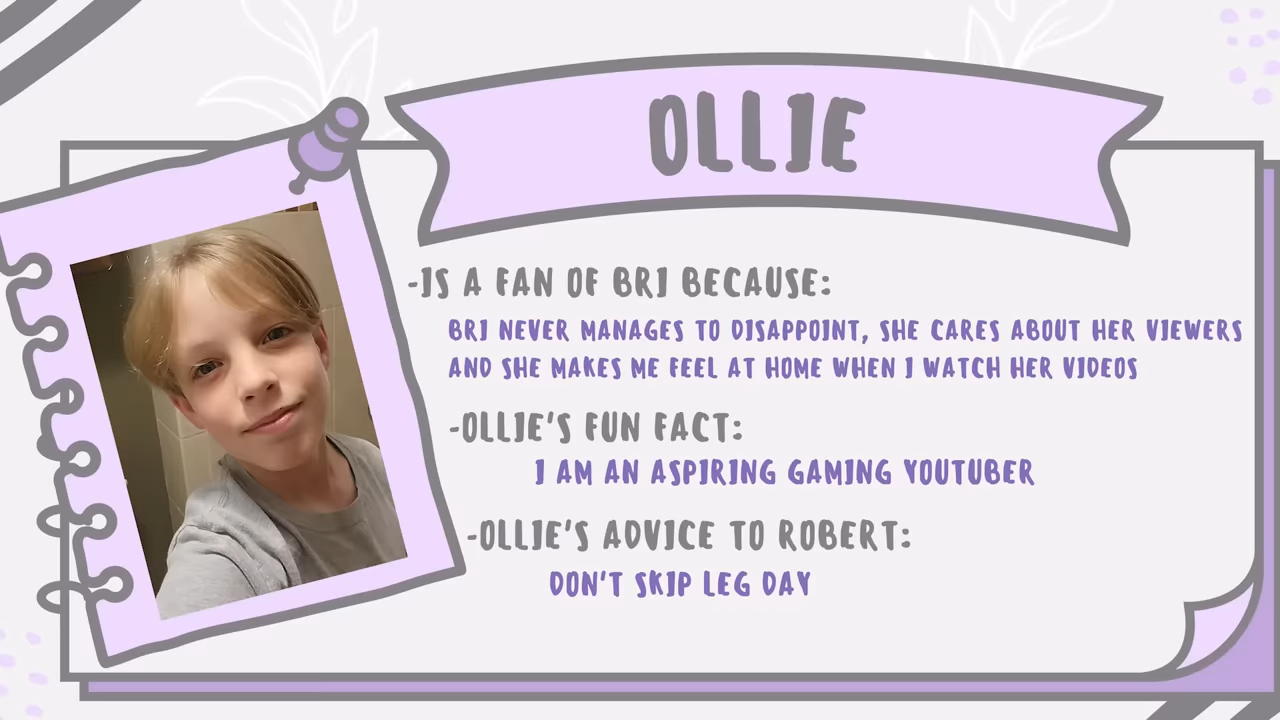 OLLIE
-IS A FAN OF BRI BECAUSE:
BRI NEVER MANAGES TO DISAPPOINT, SHE CARES ABOUT HER VIEWERS
AND SHE MAKES ME FEEL AT HOME WHEN I WATCH HER VIDEOS
-OLLIE'S FUN FACT:
I AM AN ASPIRING GAMING YOUTUBER
-OLLIE'S ADVICE TO ROBERT:
DON'T SKIP LEG DAY